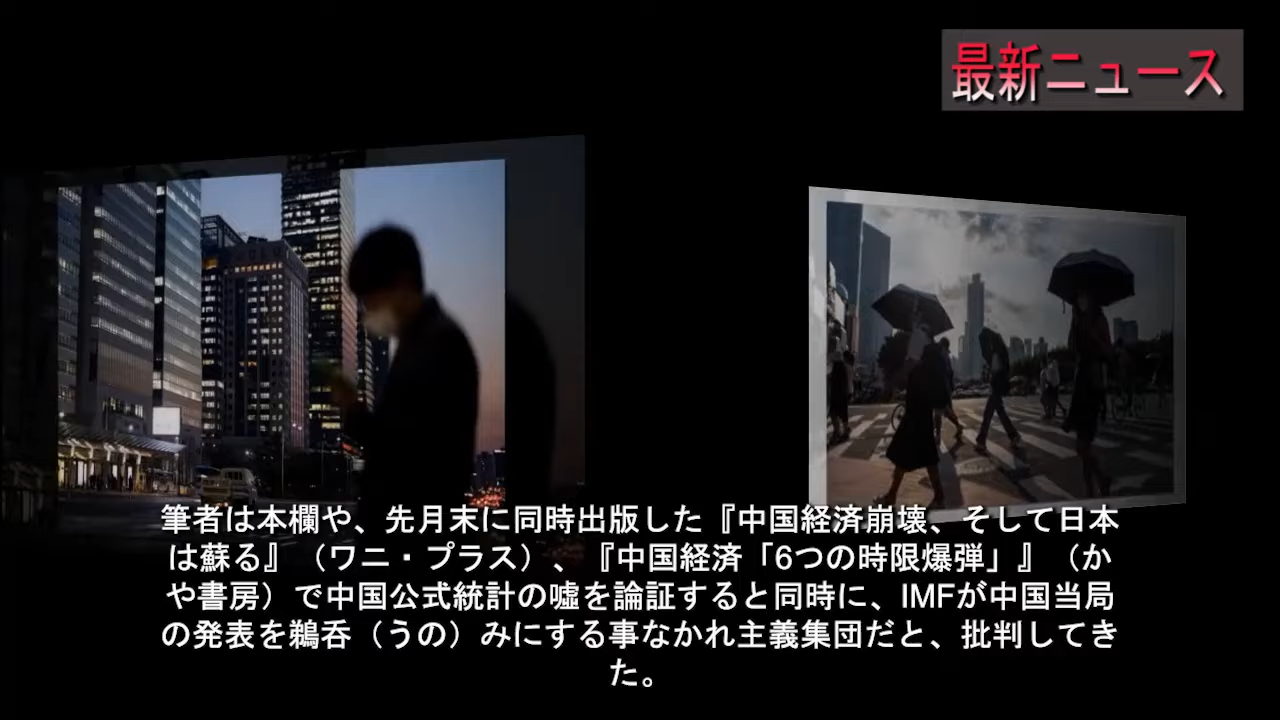 最新ニュース
筆者は本欄や、先月末に同時出版した『中国経済崩壊、そして日本
は蘇る』（ワニ・プラス）、『中国経済「6つの時限爆弾」』（か
や書房）で中国公式統計の嘘を論証すると同時に、IMFが中国当局
の発表を鵜呑（うの）みにする事なかれ主義集団だと、批判してき
た。